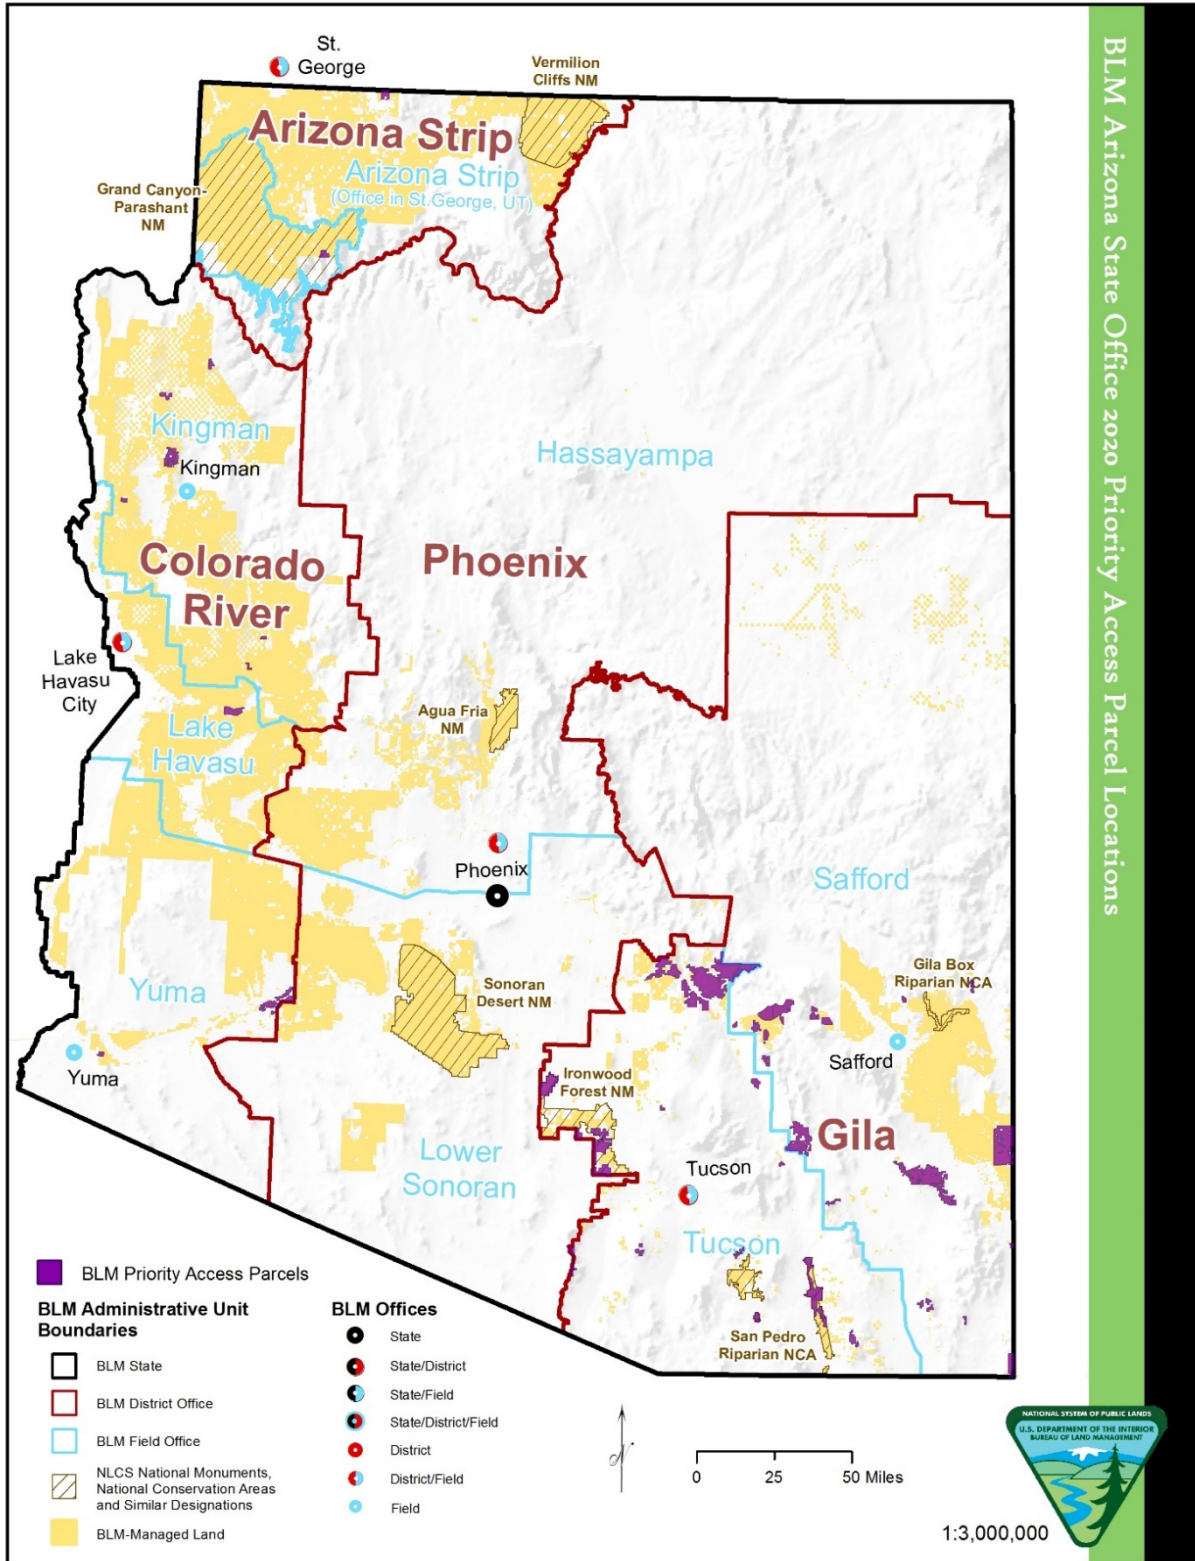 BLM Arizona State Office 2020 Priority Access Parcel Locations
St.
George
Vermilion
Cliffs NM
Arizona Strip
Arizona Strip
(Office in St.George, UT)
Grand Canyon-
Parashant
NM
Kingman
Kingman
Hassayampa
Colorado
River
Phoenix
Lake
Havasu
City
Agua Fria
NM
Lake
Havasu
Phoenix
Safford
Yuma
Sonoran
Desert NM
Gila Box
Riparian NCA
Yuma
Safford
Ironwood
Forest NM
Gila
Lower
Sonoran
Tucson
Tucson
San Pedro
Riparian NCA
BLM Priority Access Parcels
BLM Administrative Unit
Boundaries
BLM State
BLM District Office
BLM Field Office
NLCS National Monuments,
National Conservation Areas
and Similar Designations
BLM-Managed Land
BLM Offices
State
State/District
State/Field
State/District/Field
District
District/Field
Field
N
0 25 50 Miles
1:3,000,000
NATIONAL SYSTEM OF PUBLIC LANDS
U.S. DEPARTMENT OF THE INTERIOR
BUREAU OF LAND MANAGEMENT